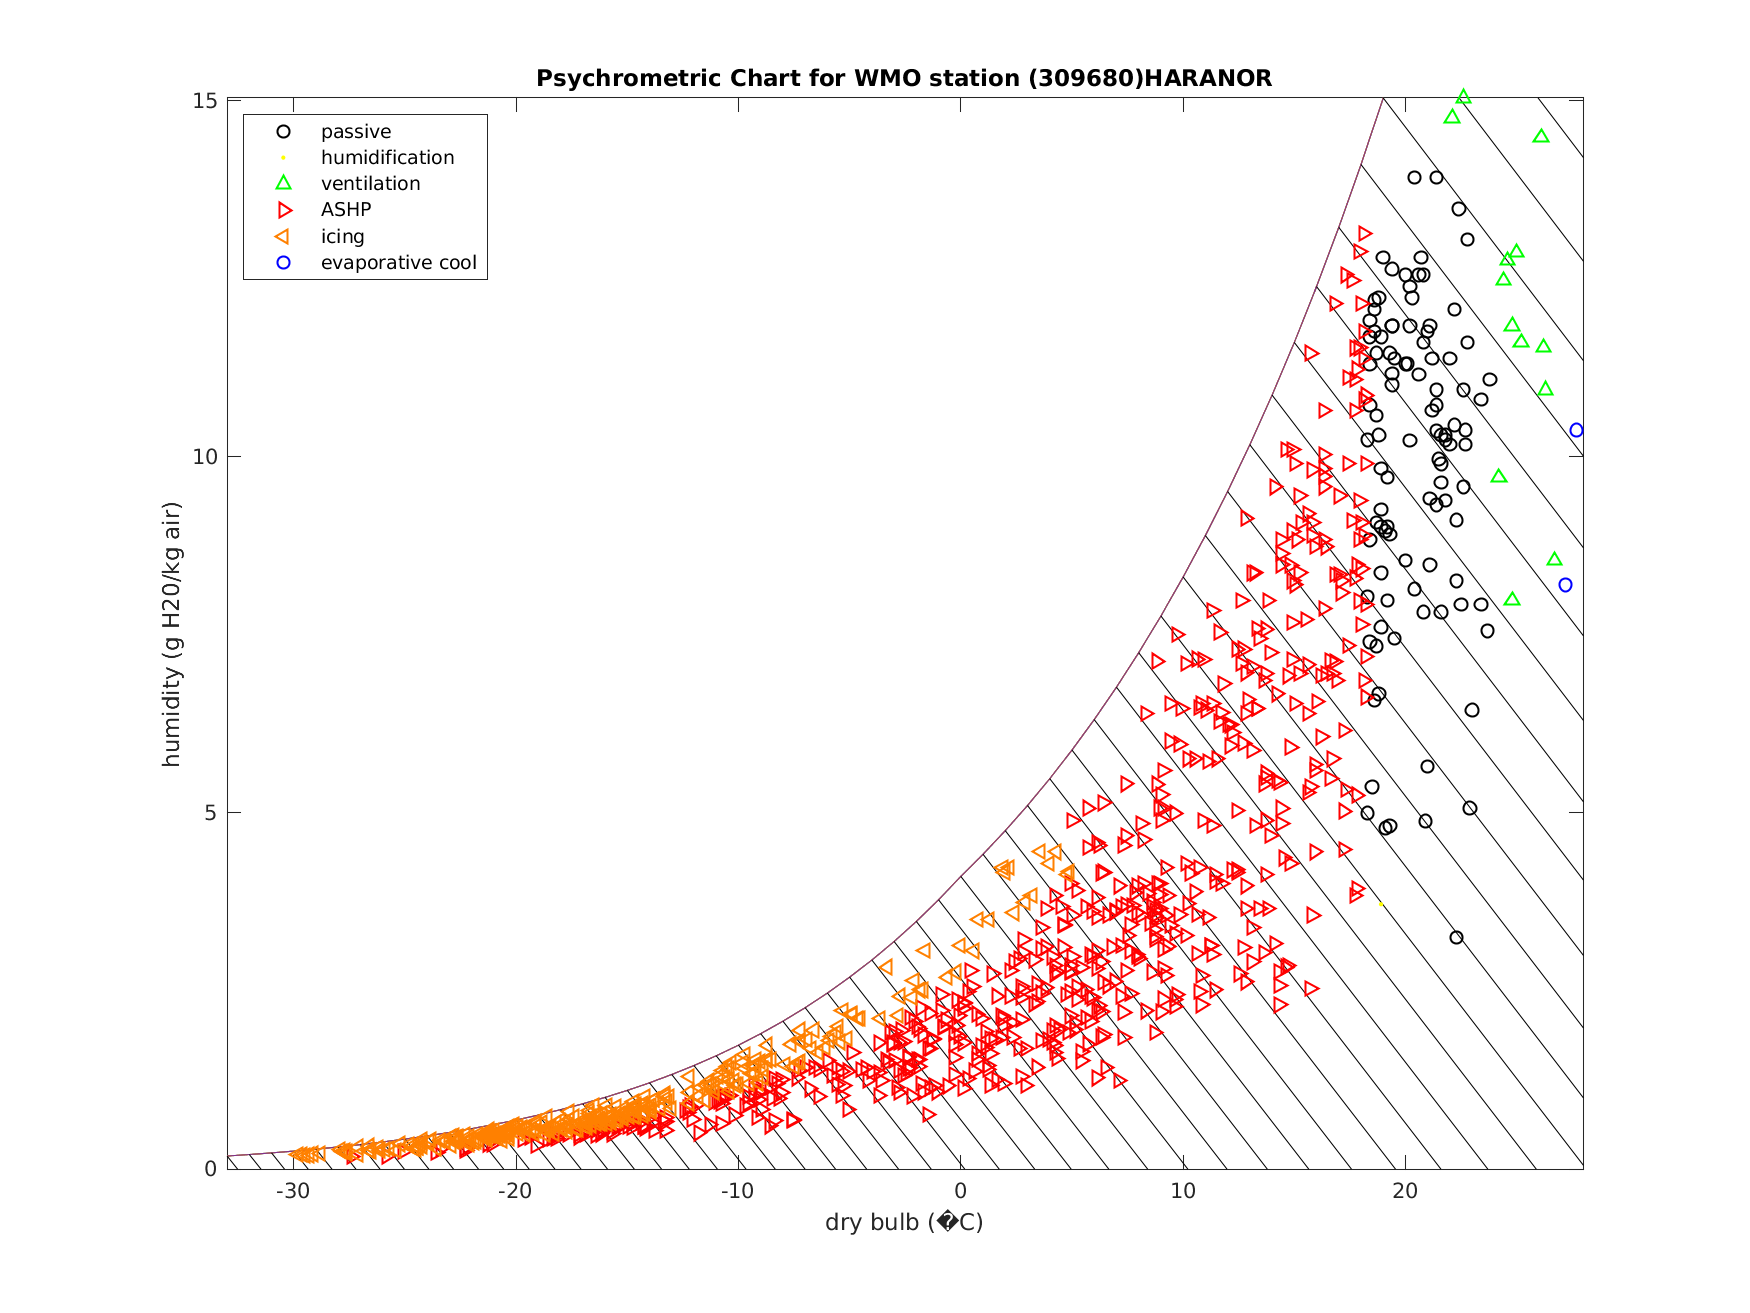 Psychrometric Chart for WMO station (309680)HARANOR
15
10
5
0
humidity (g H20/kg air)
passive
humidification
ventilation
ASHP
icing
evaporative cool
-30 -20 -10 0 10 20
dry bulb (�C)